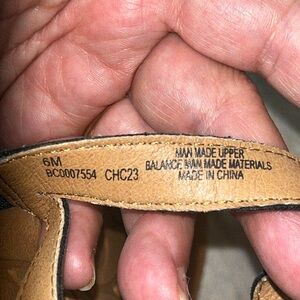 6M
BC0007554 CHC23
MAN MADE UPPER
BALANCE MAN MADE MATERIALS
MADE IN CHINA